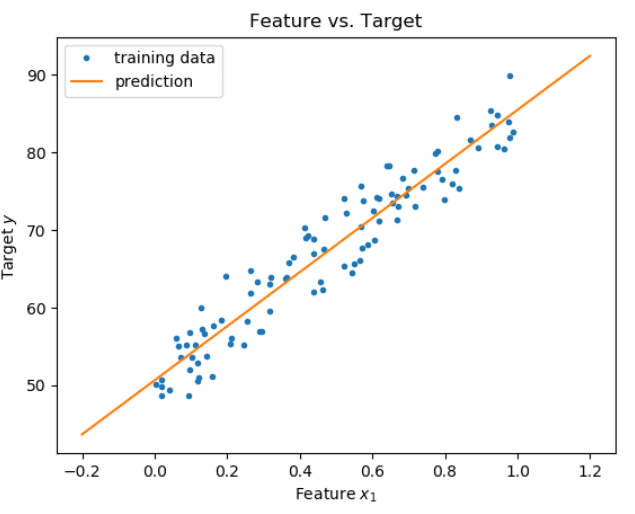 Feature vs. Target
training data
prediction
Target y
90
80
70
60
50
−0.2 0.0 0.2 0.4 0.6 0.8 1.0 1.2
Feature x₁